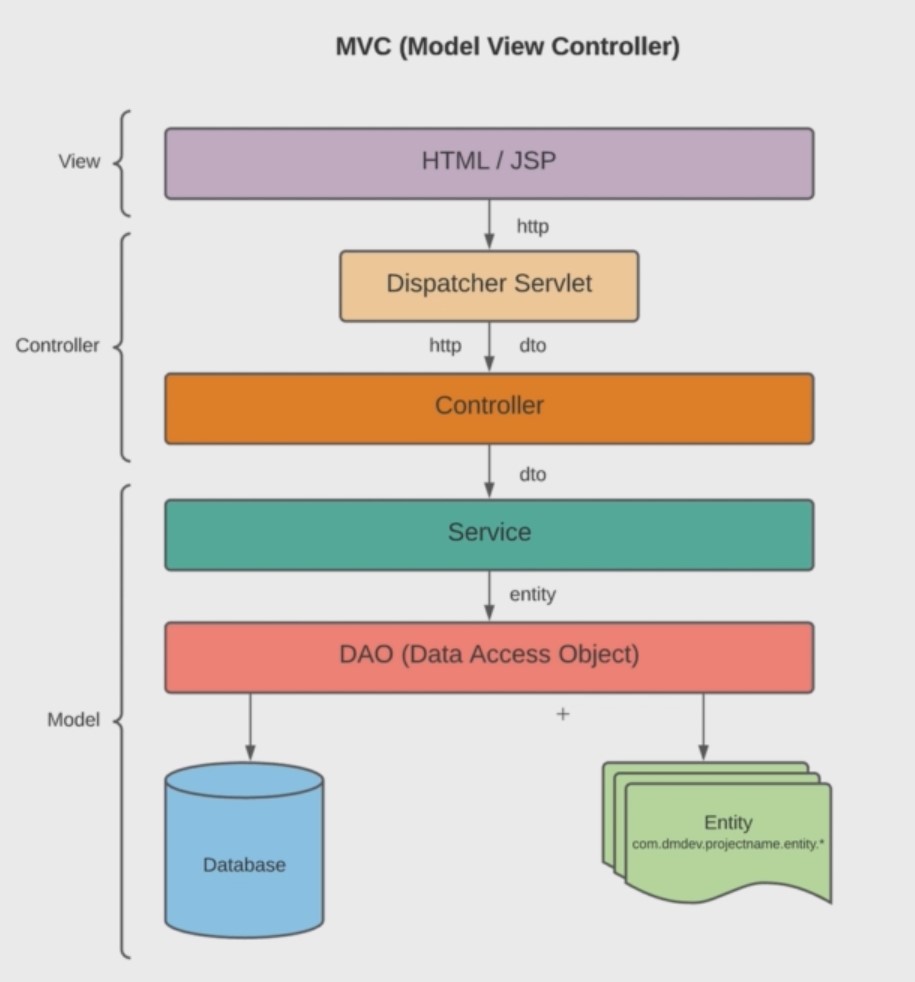 MVC (Model View Controller)
View
HTML / JSP
http
Dispatcher Servlet
Controller
http
dto
Controller
dto
Service
entity
DAO (Data Access Object)
Model
+
Database
Entity
com.dmdev.projectname.entity.*